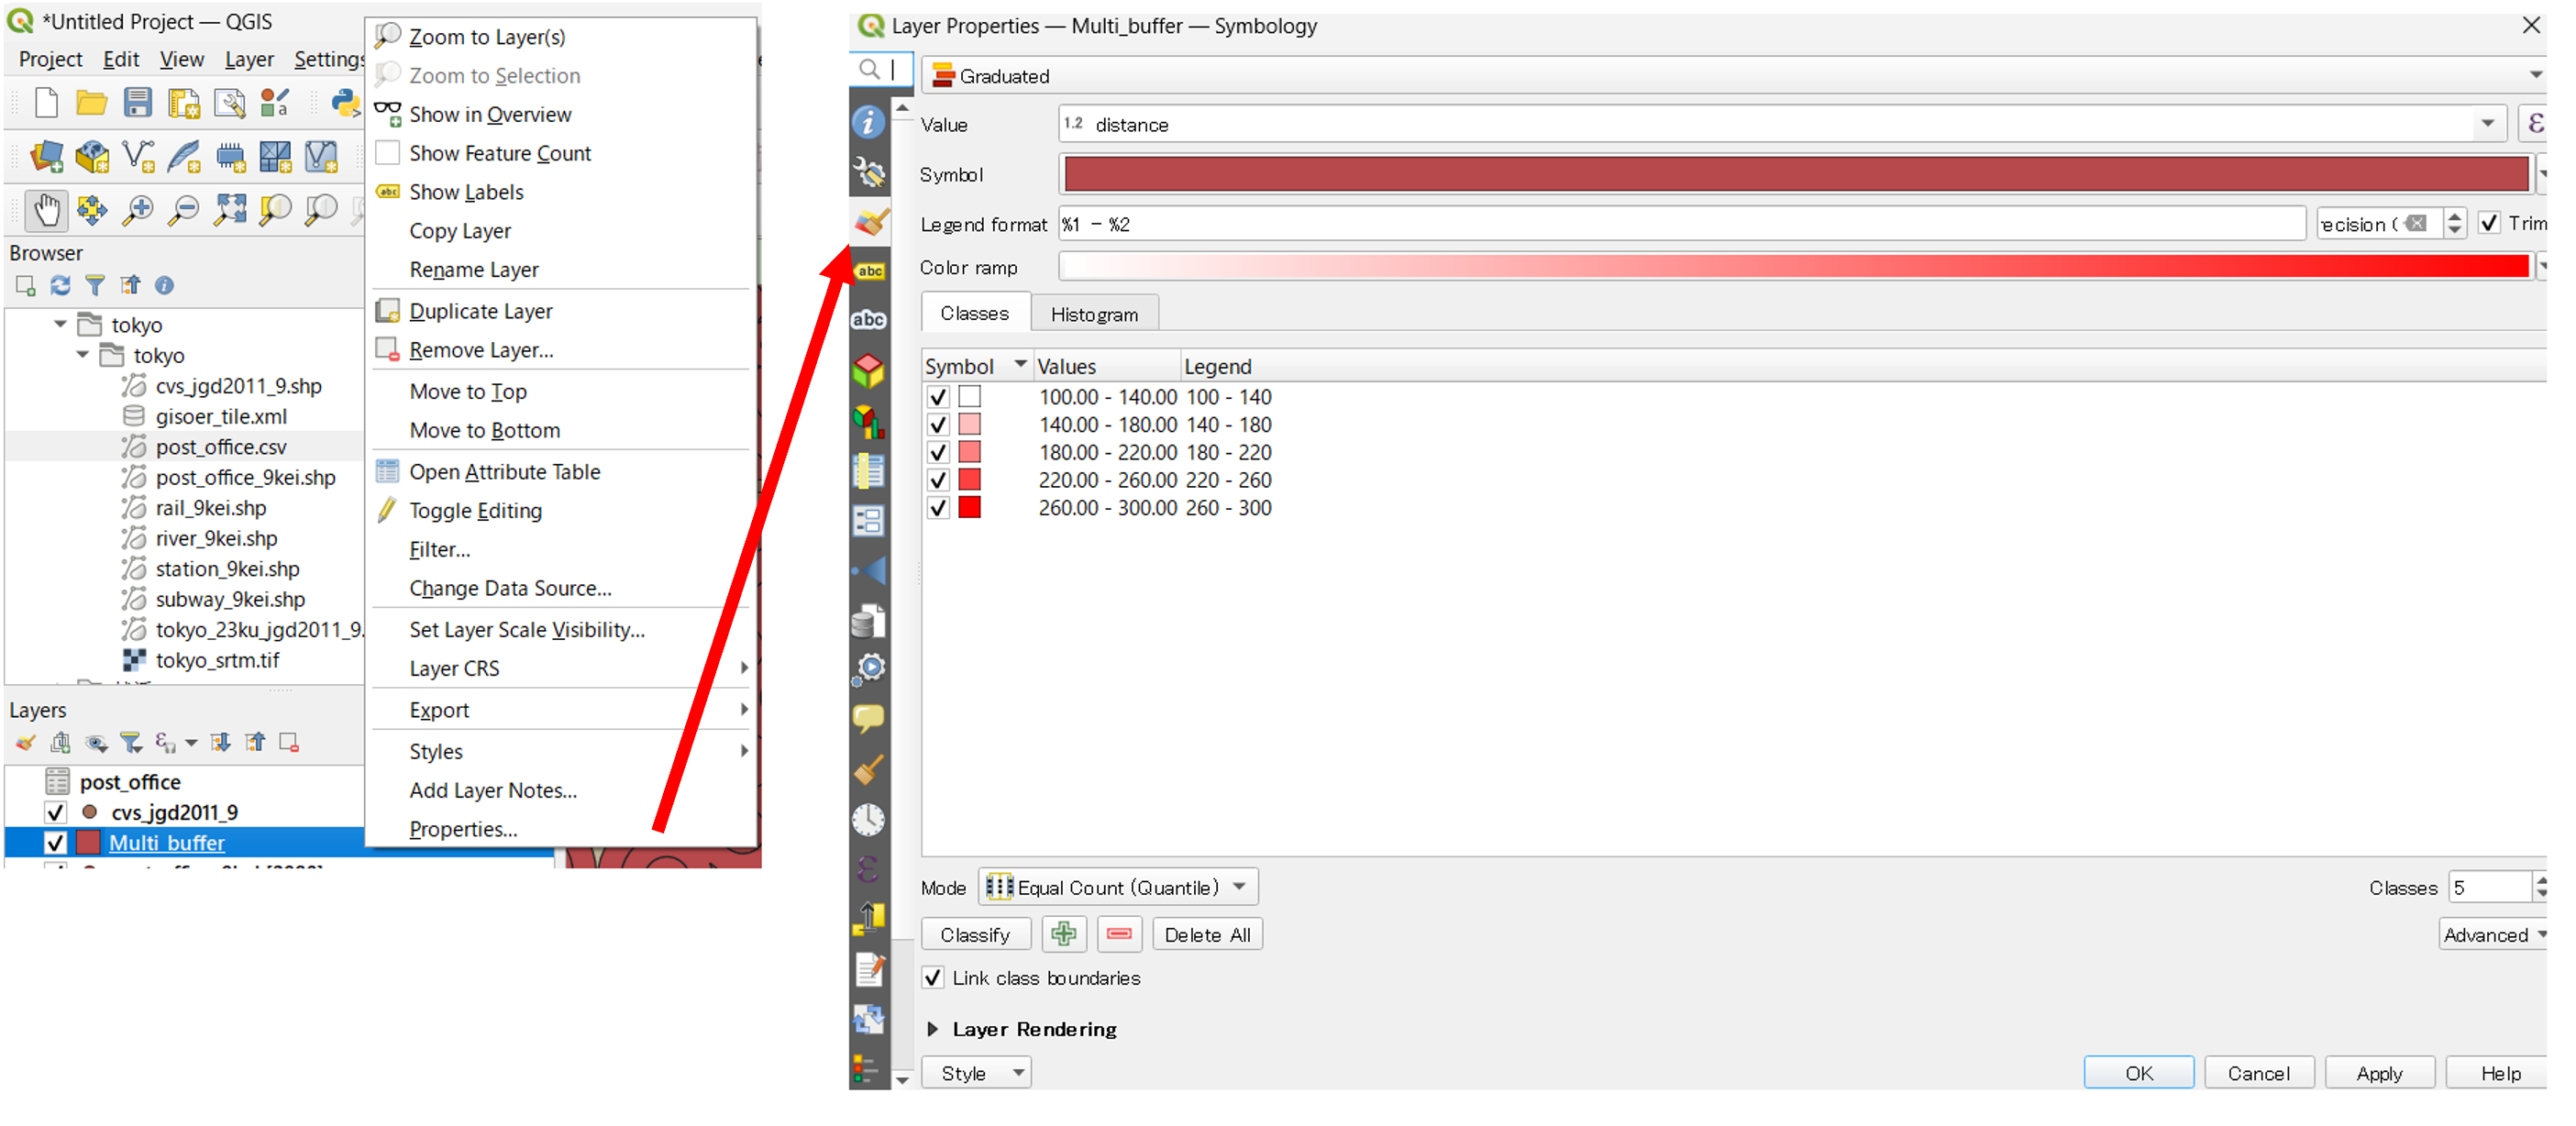 *Untitled Project — QGIS
Project Edit View Layer Settings
Browser
tokyo
tokyo
cvs_jgd2011_9.shp
gisoer_tile.xml
post_office.csv
post_office_9kei.shp
rail_9kei.shp
river_9kei.shp
station_9kei.shp
subway_9kei.shp
tokyo_23ku_jgd2011_9.
tokyo_srtm.tif
Layers
post_office
cvs_jgd2011_9
Multi_buffer
Zoom to Layer(s)
Zoom to Selection
Show in Overview
Show Feature Count
abc Show Labels
Copy Layer
Rename Layer
Duplicate Layer
Remove Layer...
Move to Top
Move to Bottom
Open Attribute Table
Toggle Editing
Filter...
Change Data Source...
Set Layer Scale Visibility...
Layer CRS
Export
Styles
Add Layer Notes...
Properties...
Layer Properties — Multi_buffer — Symbology
abc
abc
Graduated
Value 1.2 distance ε
Symbol
Legend format %1 - %2 ecision ( Trim
Color ramp
Classes Histogram
Symbol Values Legend
100.00 - 140.00 100 - 140
140.00 - 180.00 140 - 180
180.00 - 220.00 180 - 220
220.00 - 260.00 220 - 260
260.00 - 300.00 260 - 300
Mode Equal Count (Quantile) Classes 5
Classify Delete All Advanced
Link class boundaries
Layer Rendering
Style OK Cancel Apply Help